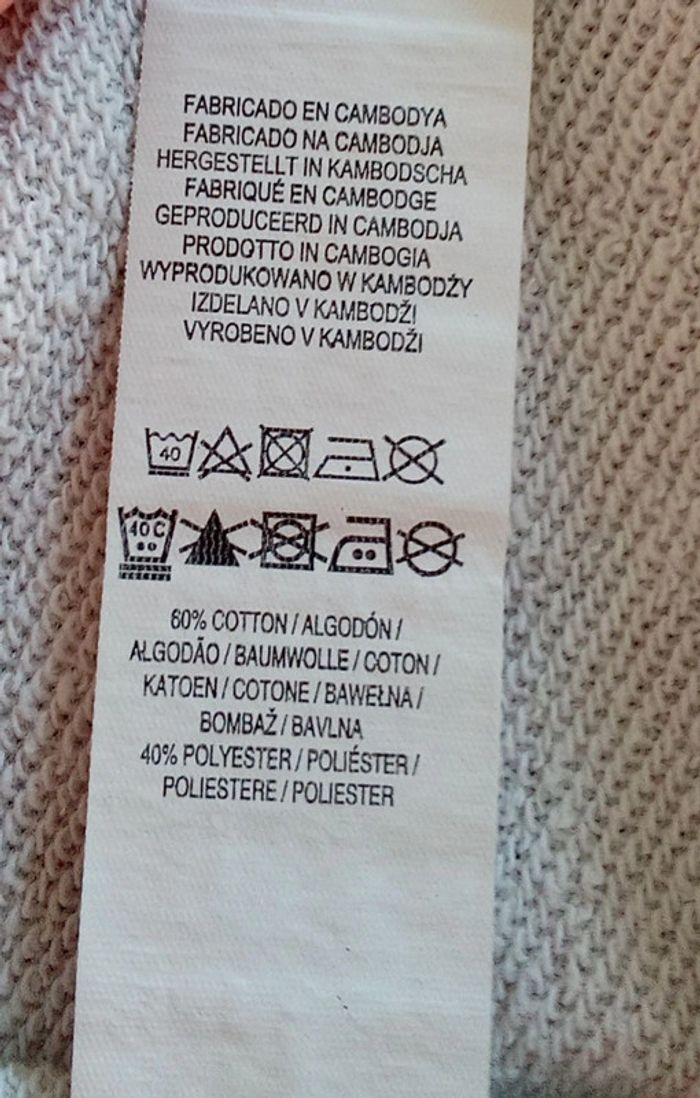 FABRICADO EN CAMBODYA
FABRICADO NA CAMBODJA
HERGESTELLT IN KAMBODSCHA
FABRIQUÉ EN CAMBODGE
GEPRODUCEERD IN CAMBODJA
PRODOTTO IN CAMBOGIA
WYPRODUKOWANO W KAMBODŻY
IZDELANO V KAMBODŽI
VYROBENO V KAMBODŽI
40
40 C
60% COTTON / ALGODÓN /
ALGODÃO / BAUMWOLLE / COTON /
KATOEN / COTONE / BAWEŁNA /
BOMBAŽ / BAVLNA
40% POLYESTER / POLIÉSTER /
POLIESTERE / POLIESTER